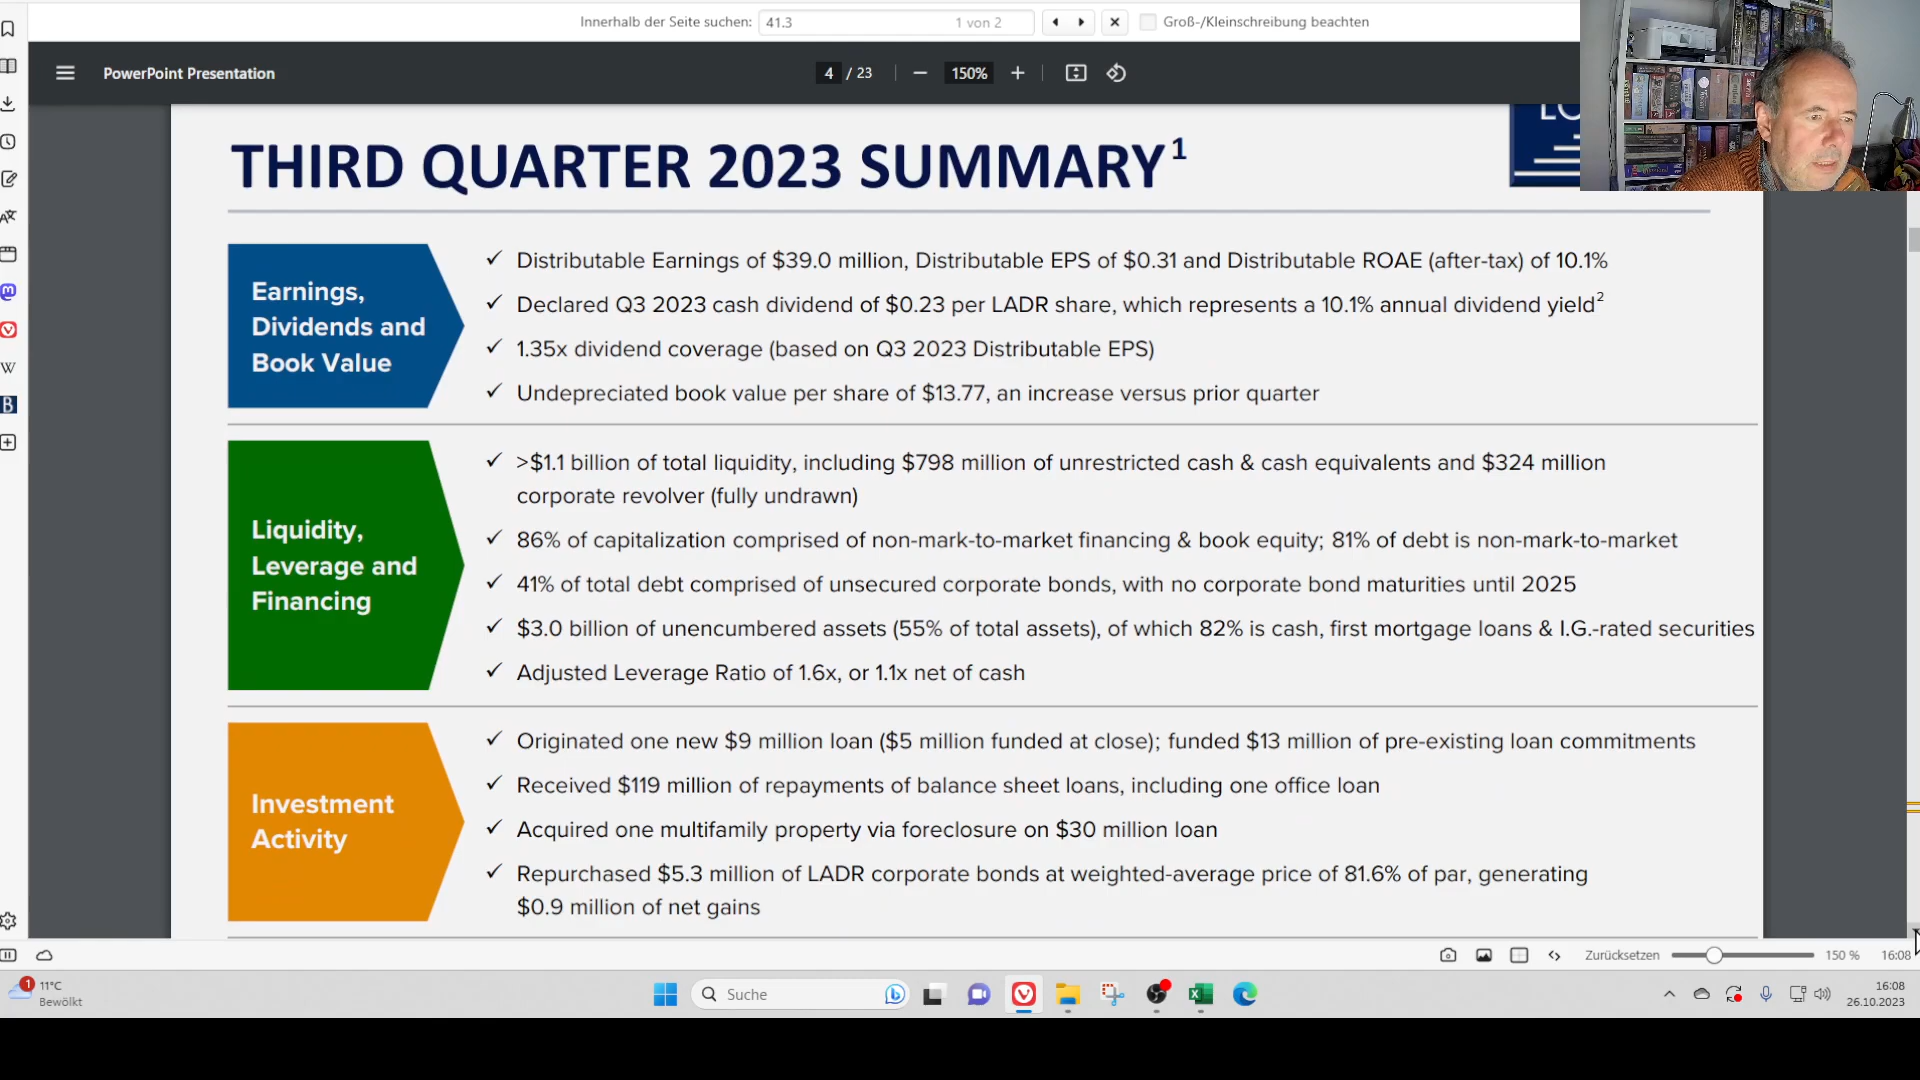 Innerhalb der Seite suchen: 41.3 1 von 2 Groß-/Kleinschreibung beachten
PowerPoint Presentation 4 / 23 150%
THIRD QUARTER 2023 SUMMARY1
Earnings,
Dividends and
Book Value
Distributable Earnings of $39.0 million, Distributable EPS of $0.31 and Distributable ROAE (after-tax) of 10.1%
Declared Q3 2023 cash dividend of $0.23 per LADR share, which represents a 10.1% annual dividend yield2
1.35x dividend coverage (based on Q3 2023 Distributable EPS)
Undepreciated book value per share of $13.77, an increase versus prior quarter
Liquidity,
Leverage and
Financing
>$1.1 billion of total liquidity, including $798 million of unrestricted cash & cash equivalents and $324 million
corporate revolver (fully undrawn)
86% of capitalization comprised of non-mark-to-market financing & book equity; 81% of debt is non-mark-to-market
41% of total debt comprised of unsecured corporate bonds, with no corporate bond maturities until 2025
$3.0 billion of unencumbered assets (55% of total assets), of which 82% is cash, first mortgage loans & I.G.-rated securities
Adjusted Leverage Ratio of 1.6x, or 1.1x net of cash
Investment
Activity
Originated one new $9 million loan ($5 million funded at close); funded $13 million of pre-existing loan commitments
Received $119 million of repayments of balance sheet loans, including one office loan
Acquired one multifamily property via foreclosure on $30 million loan
Repurchased $5.3 million of LADR corporate bonds at weighted-average price of 81.6% of par, generating
$0.9 million of net gains
Zurücksetzen 150 % 16:08
1 11°C
Bewölkt
Suche
16:08
26.10.2023